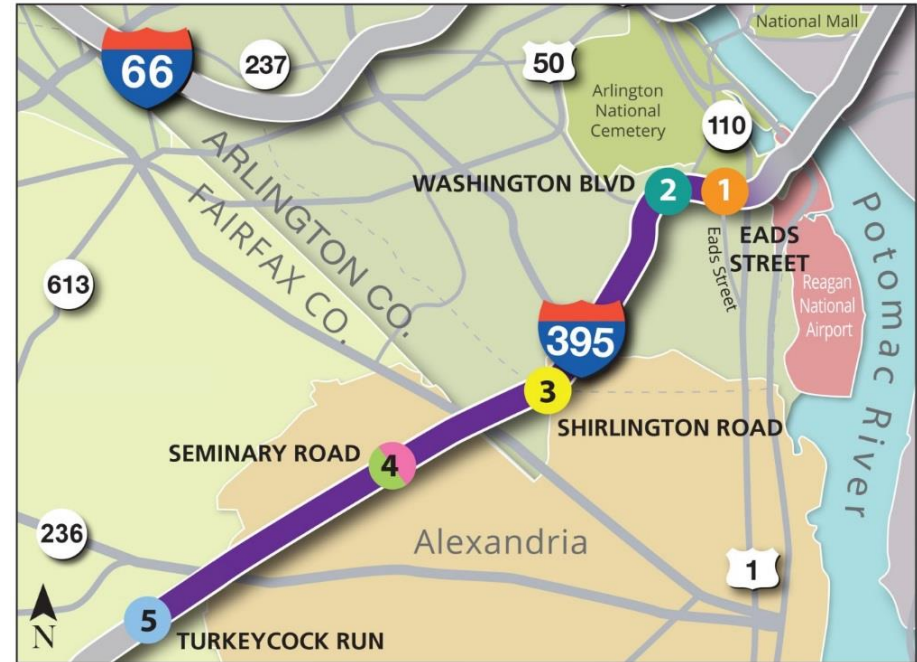 National Mall
66
237
50
Arlington
National
Cemetery
110
ARLINGTON CO.
FAIRFAX CO.
WASHINGTON BLVD
2
1
EADS
STREET
Eads Street
Potomac River
613
Reagan
National
Airport
395
3
SHIRLINGTON ROAD
SEMINARY ROAD
4
236
Alexandria
1
N
5
TURKEYCOCK RUN